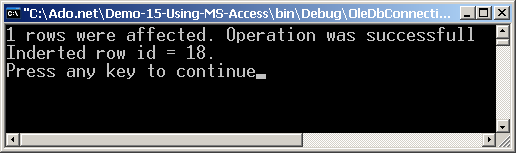 "C:\Ado.net\Demo-15-Using-MS-Access\bin\Debug\OleDbConnecti...
1 rows were affected. Operation was successfull
Inderted row id = 18.
Press any key to continue_